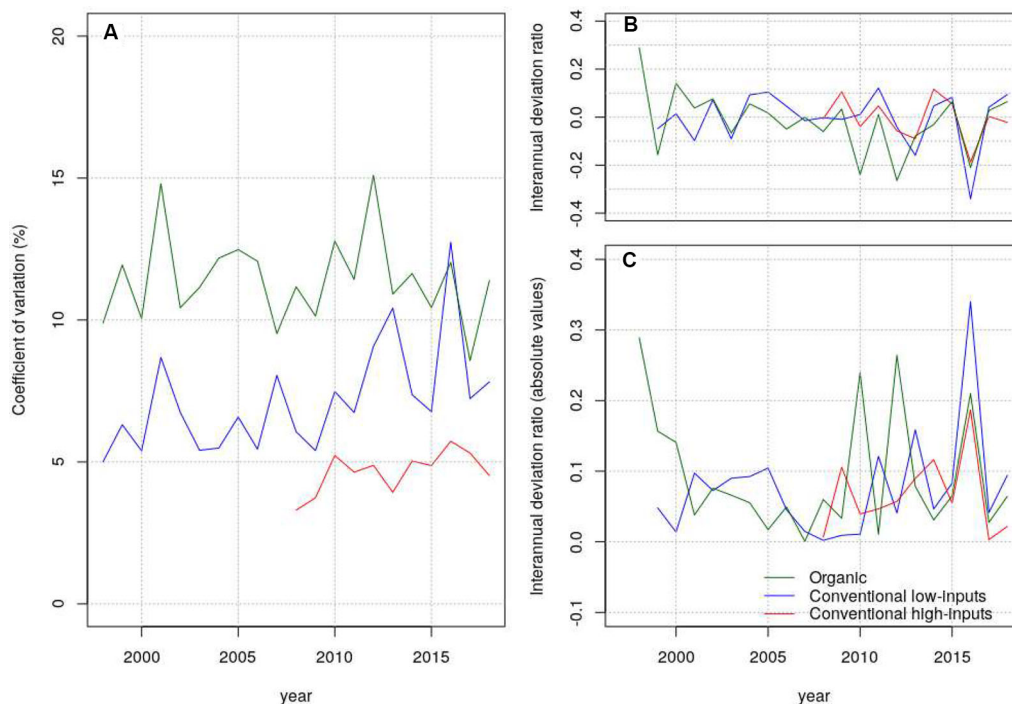 A
Coefficient of variation (%)
20
15
10
5
0
2000 2005 2010 2015
year
B
Interannual deviation ratio
0.4
0.2
0.0
-0.2
-0.4
C
Interannual deviation ratio (absolute values)
0.4
0.3
0.2
0.1
0.0
-0.1
Organic
Conventional low-inputs
Conventional high-inputs
2000 2005 2010 2015
year